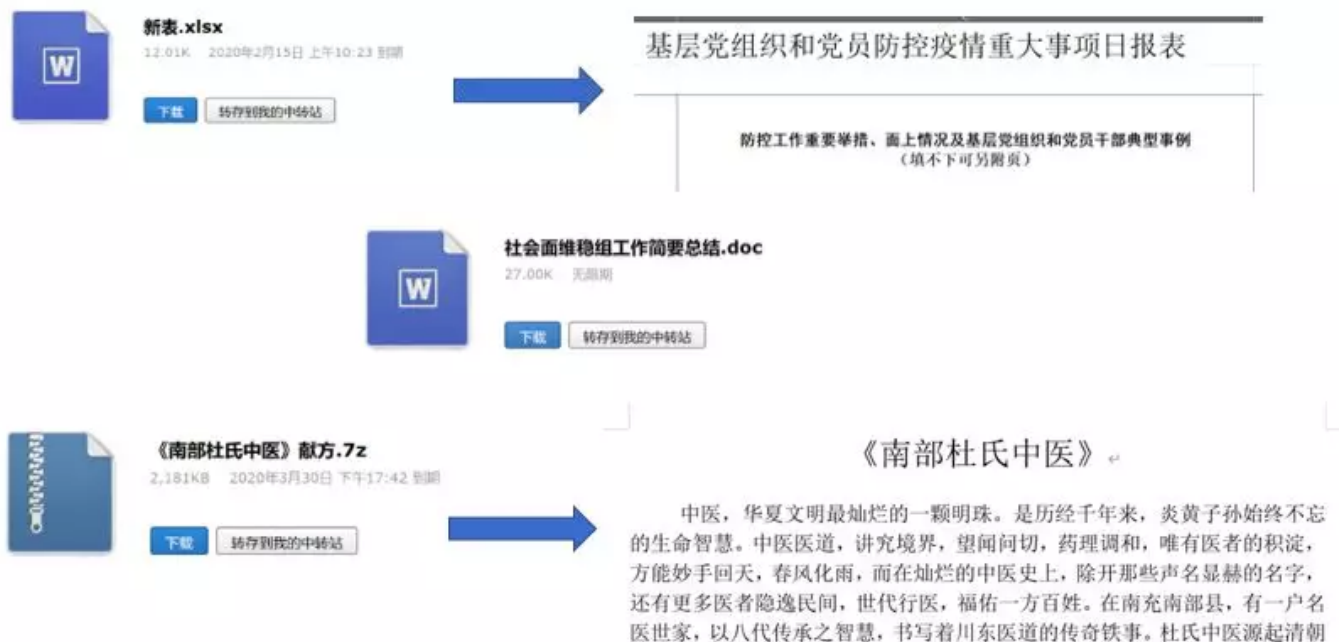 新表.xlsx
12.01K 2020年2月15日 上午10:23 到期
下载 转存到我的中转站
基层党组织和党员防控疫情重大事项日报表
防控工作重要举措、面上情况及基层党组织和党员干部典型事例
（填不下可另附页）
W
社会面维稳组工作简要总结.doc
27.00K 无限期
W
下载 转存到我的中转站
《南部杜氏中医》献方.7z
2,181KB 2020年3月30日 下午17:42 到期
下载 转存到我的中转站
《南部杜氏中医》
中医，华夏文明最灿烂的一颗明珠。是历经千年来，炎黄子孙始终不忘
的生命智慧。中医医道，讲究境界，望闻问切，药理调和，唯有医者的积淀，
方能妙手回天，春风化雨，而在灿烂的中医史上，除开那些声名显赫的名字，
还有更多医者隐逸民间，世代行医，福佑一方百姓。在南充南部县，有一户名
医世家，以八代传承之智慧，书写着川东医道的传奇铁事。杜氏中医源起清朝